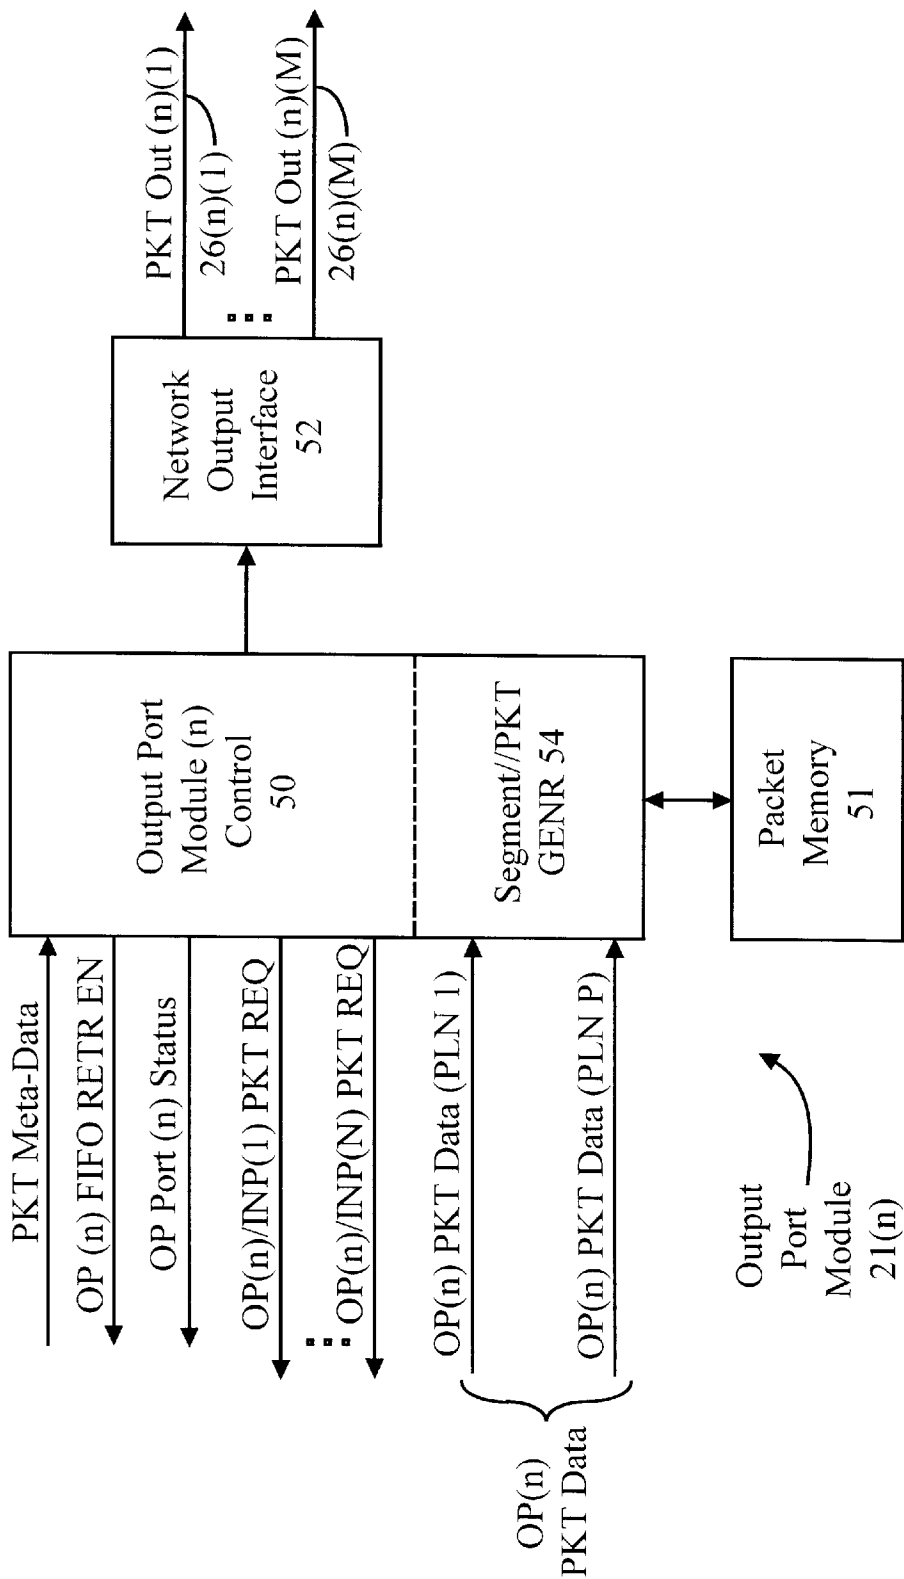 PKT Meta-Data
OP (n) FIFO RETR EN
OP Port (n) Status
OP(n)/INP(1) PKT REQ
OP(n)/INP(N) PKT REQ
OP(n) PKT Data (PLN 1)
OP(n) PKT Data (PLN P)
OP(n)
PKT Data
Output Port
Module (n)
Control
50
Segment//PKT
GENR 54
Packet
Memory
51
Network
Output
Interface
52
PKT Out (n)(1)
26(n)(1)
PKT Out (n)(M)
26(n)(M)
Output
Port
Module
21(n)